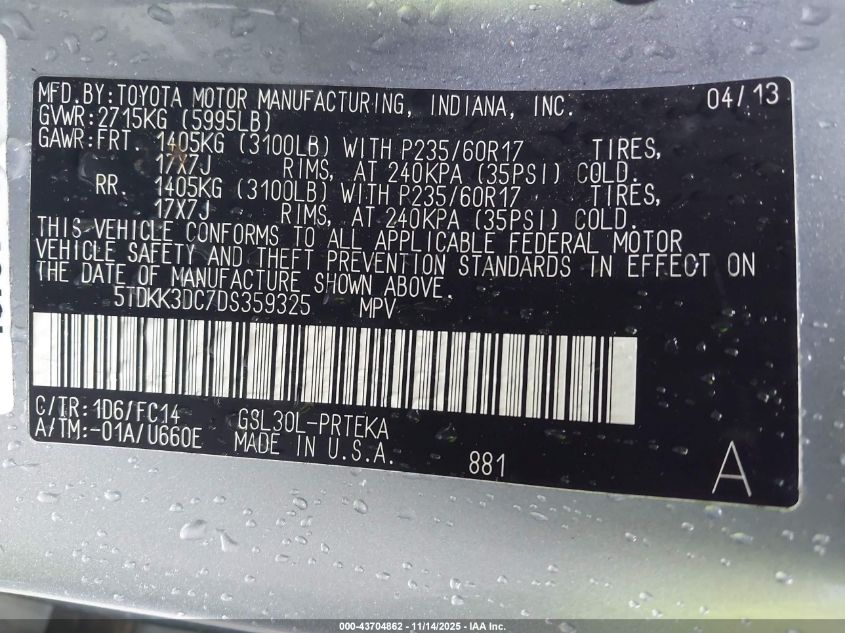 MFD.BY:TOYOTA MOTOR MANUFACTURING, INDIANA, INC. 04/13
GVWR:2715KG (5995LB)
GAWR:FRT. 1405KG (3100LB) WITH P235/60R17 TIRES,
17X7J RIMS, AT 240KPA (35PSI) COLD.
RR. 1405KG (3100LB) WITH P235/60R17 TIRES,
17X7J RIMS, AT 240KPA (35PSI) COLD.
THIS VEHICLE CONFORMS TO ALL APPLICABLE FEDERAL MOTOR
VEHICLE SAFETY AND THEFT PREVENTION STANDARDS IN EFFECT ON
THE DATE OF MANUFACTURE SHOWN ABOVE.
5TDKK3DC7DS359325 MPV
C/TR:1D6/FC14 GSL30L-PRTEKA
A/TM:-01A/U660E MADE IN U.S.A. 881 A
000-43704862 - 11/14/2025 - IAA Inc.